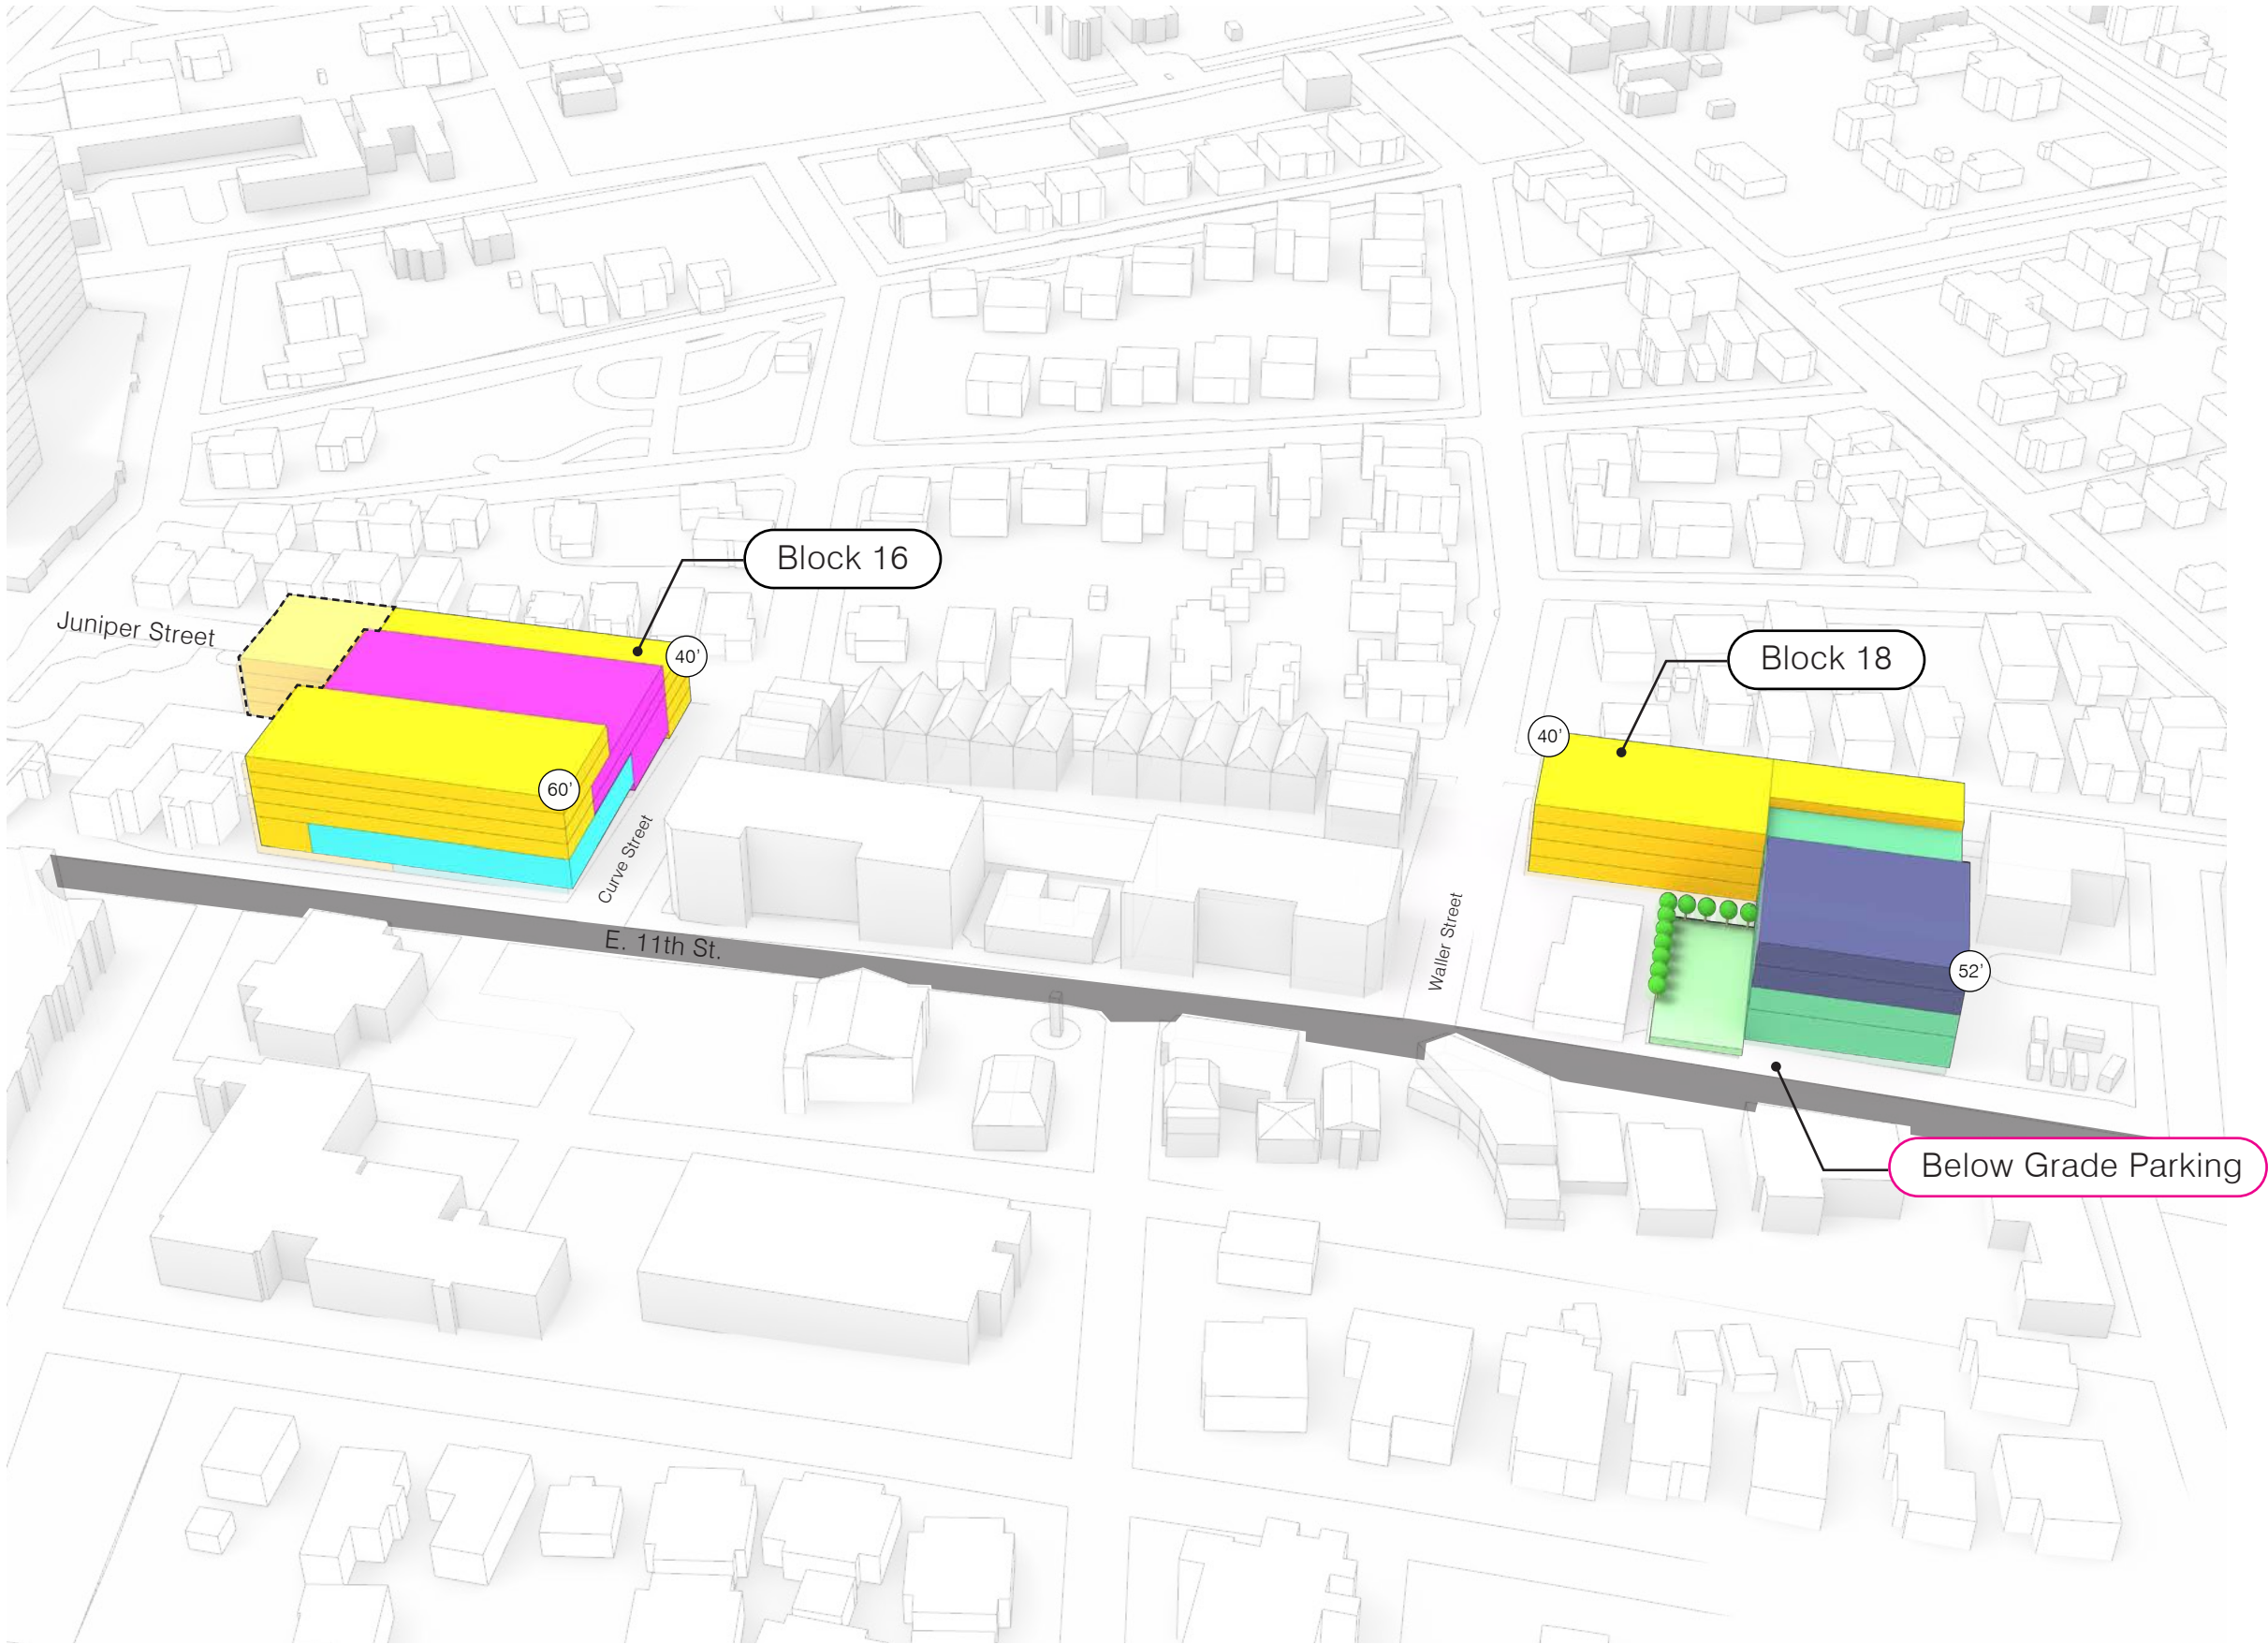 Block 16
Juniper Street
40'
Block 18
40'
60'
Curve Street
E. 11th St.
Waller Street
52'
Below Grade Parking